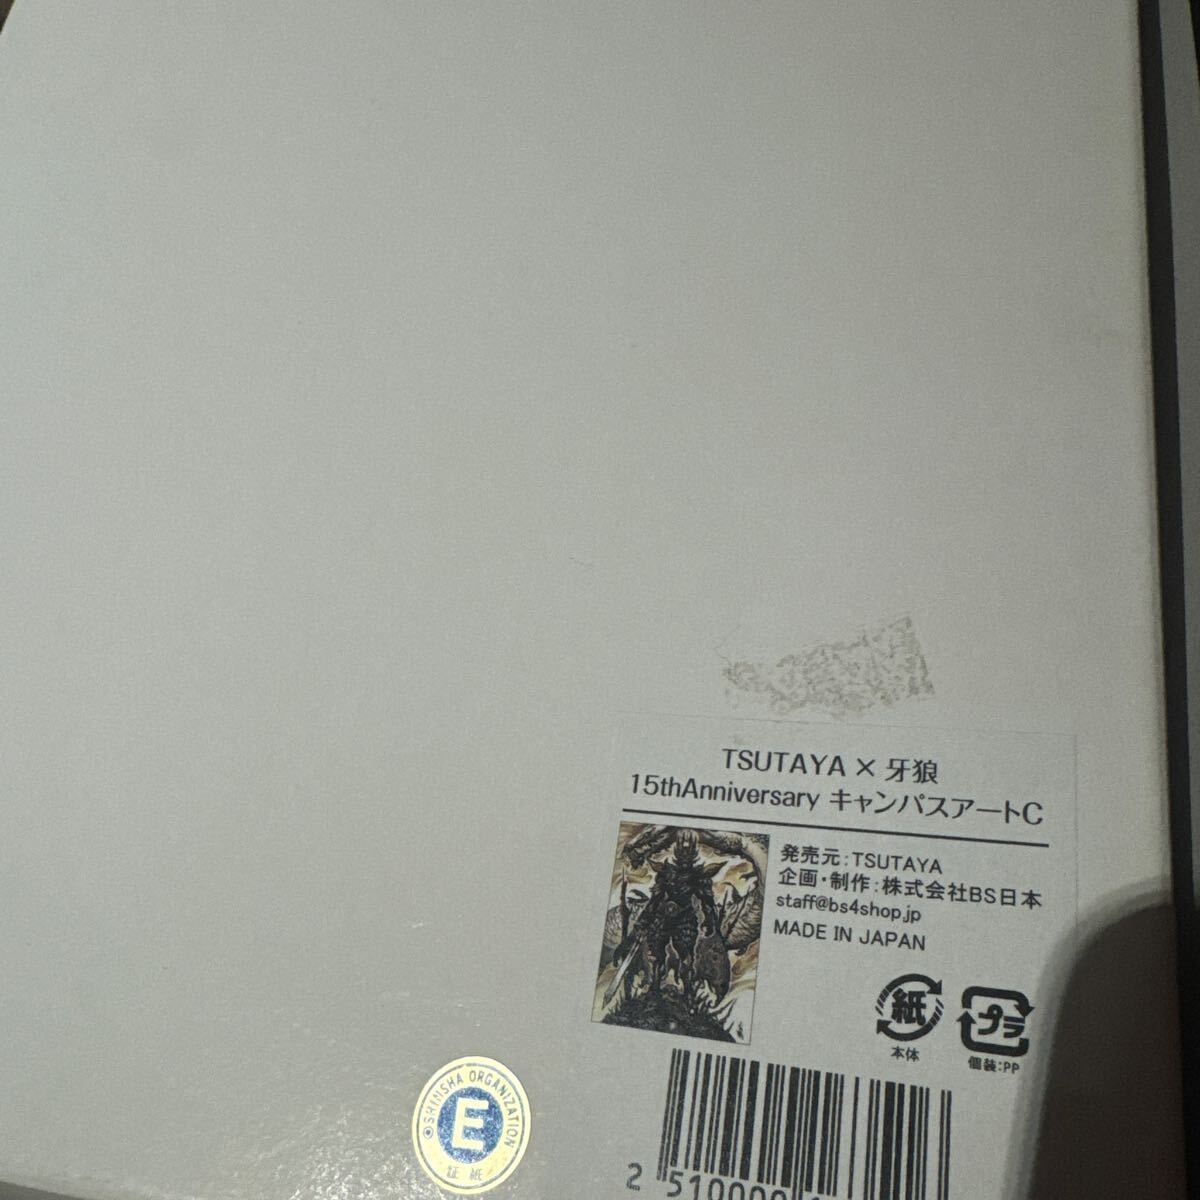 TSUTAYA × 牙狼
15thAnniversary キャンパスアートC
発売元:TSUTAYA
企画・制作:株式会社BS日本
staff@bs4shop.jp
MADE IN JAPAN
紙
本体
プラ
個装:PP
SHINSHA ORGANIZATION
E
証紙
2 510000